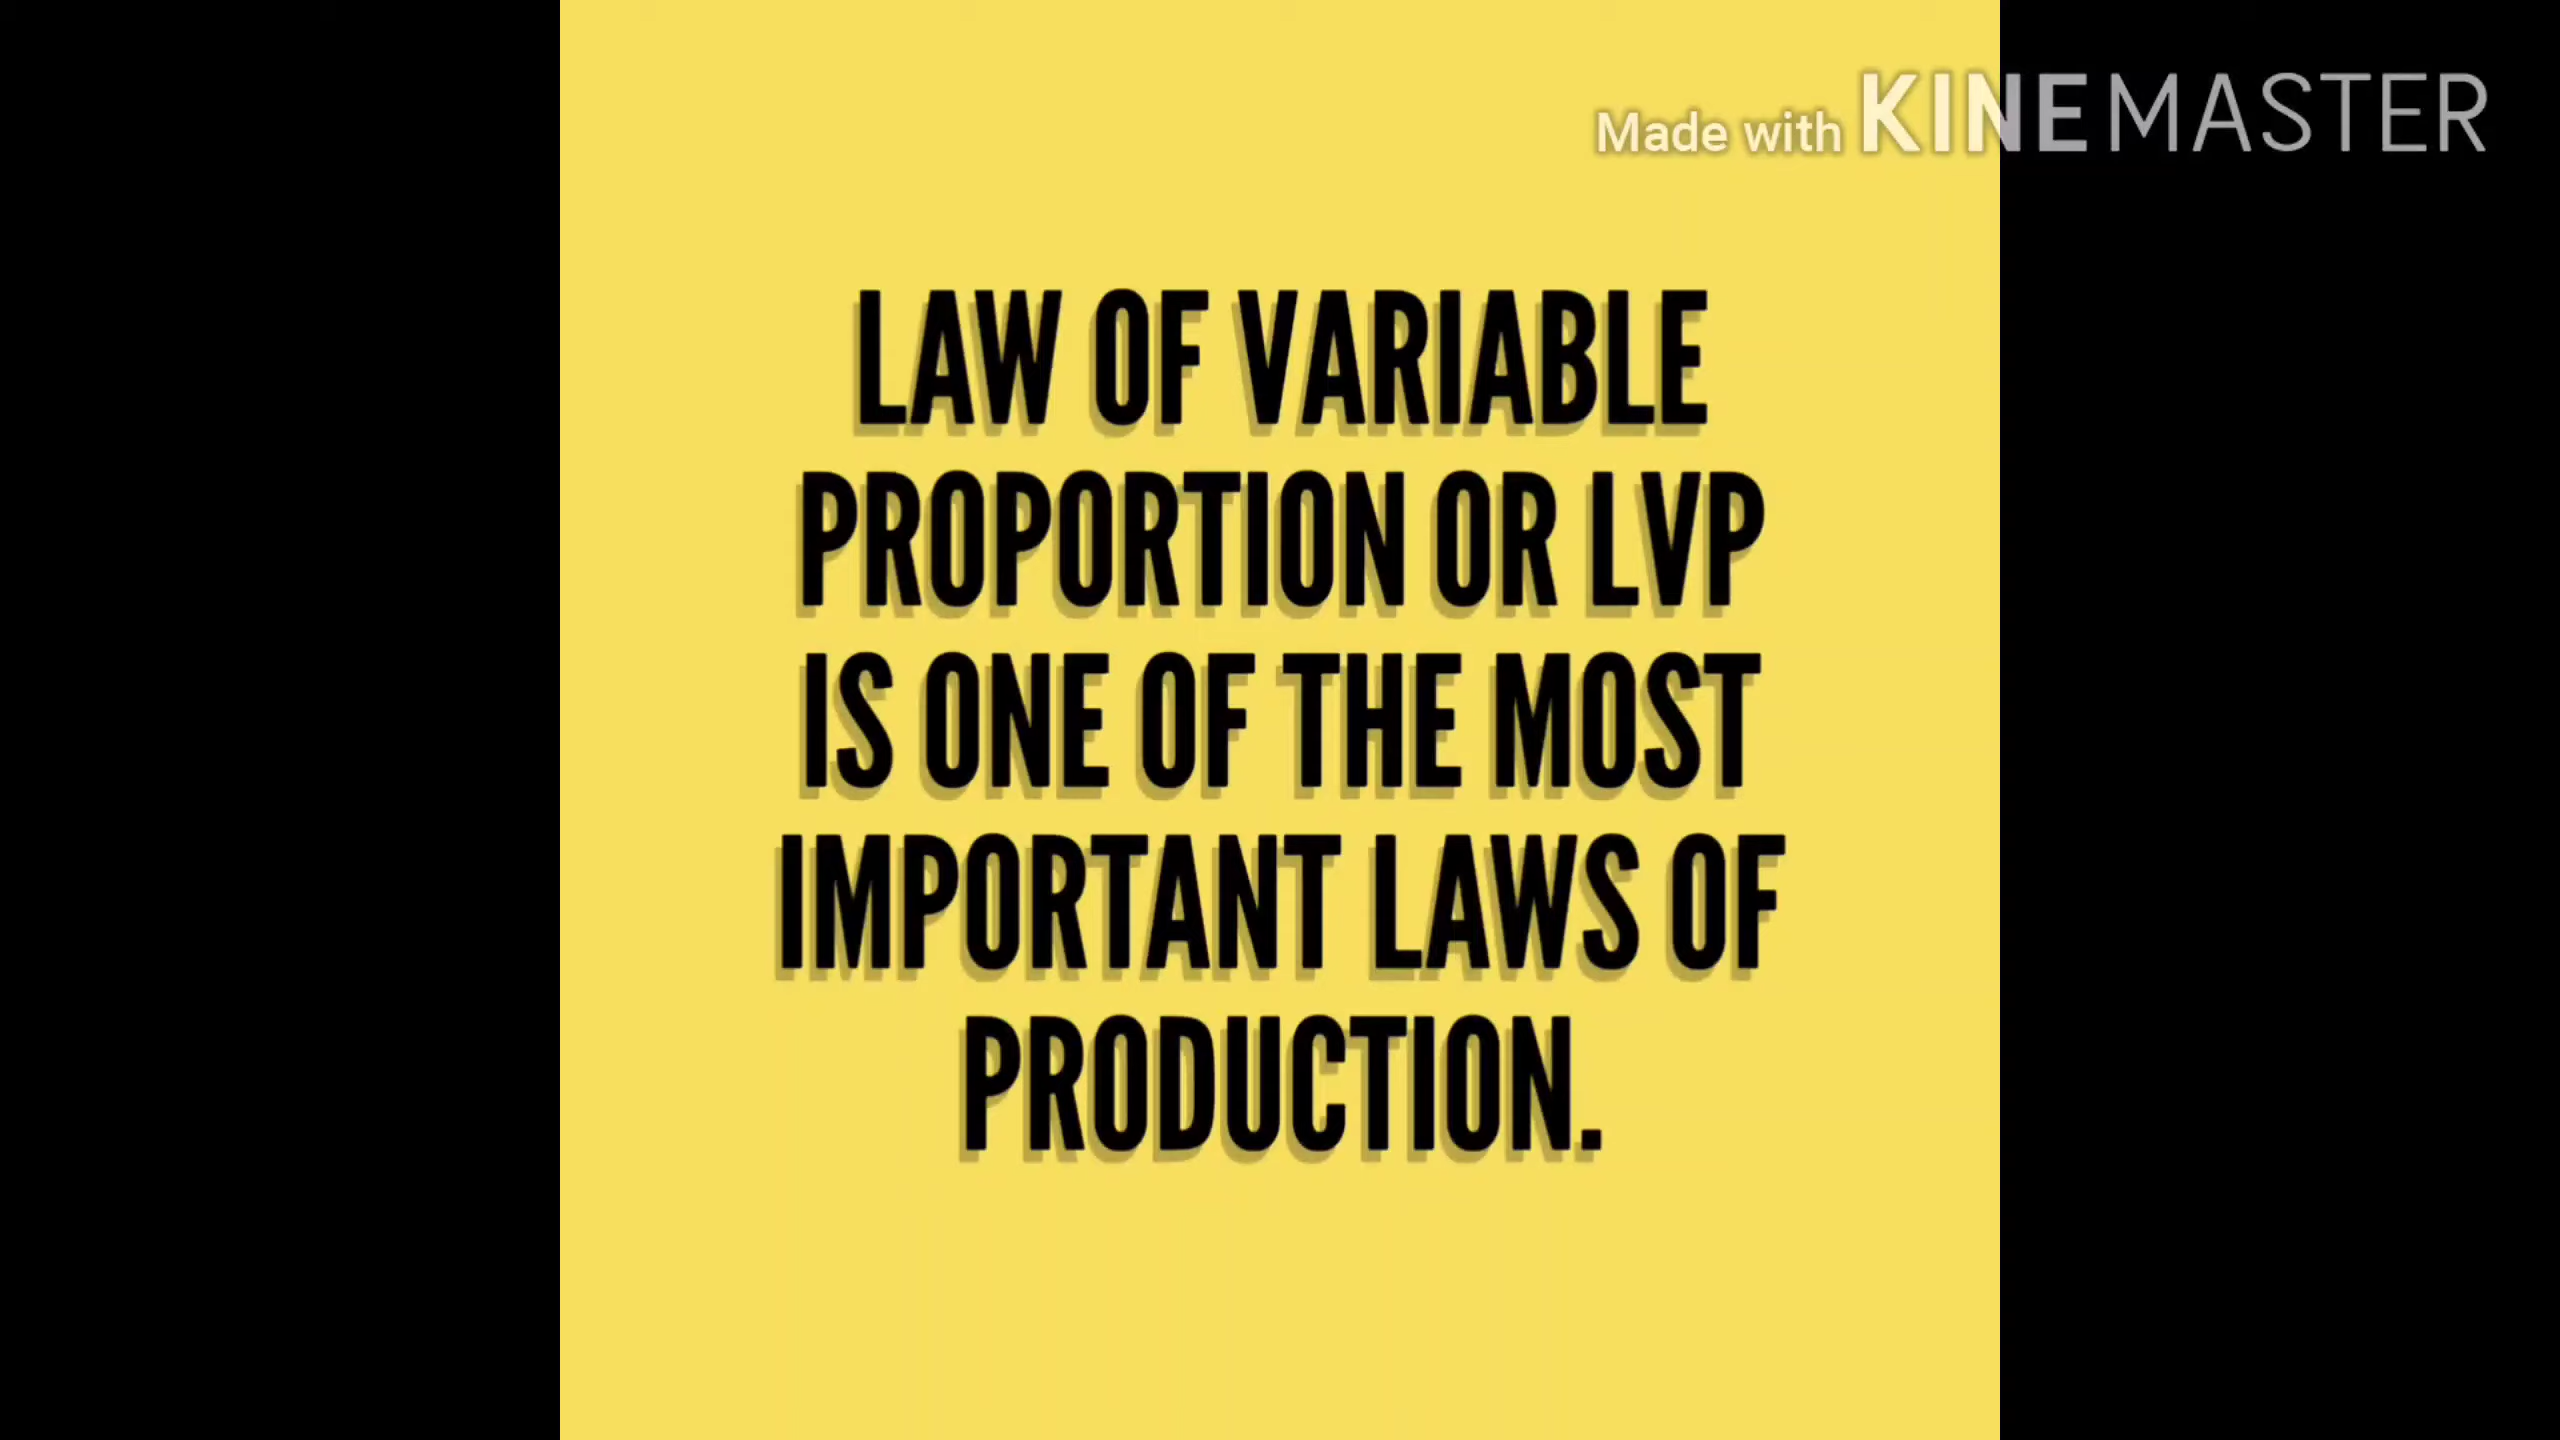 Made with KINEMASTER
LAW OF VARIABLE
PROPORTION OR LVP
IS ONE OF THE MOST
IMPORTANT LAWS OF
PRODUCTION.